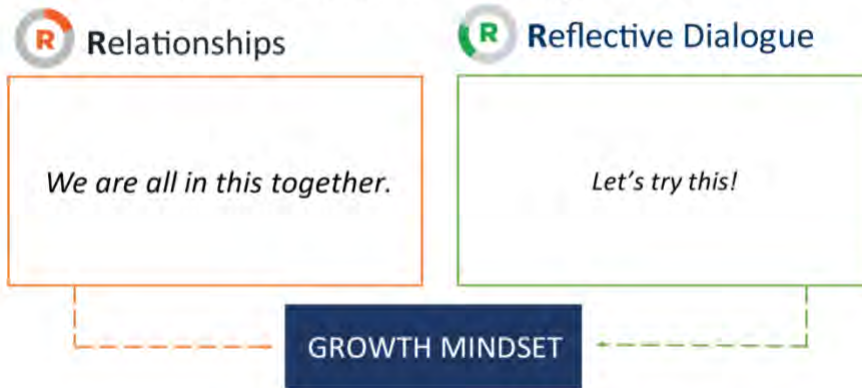 R Relationships
R Reflective Dialogue
We are all in this together.
Let's try this!
GROWTH MINDSET